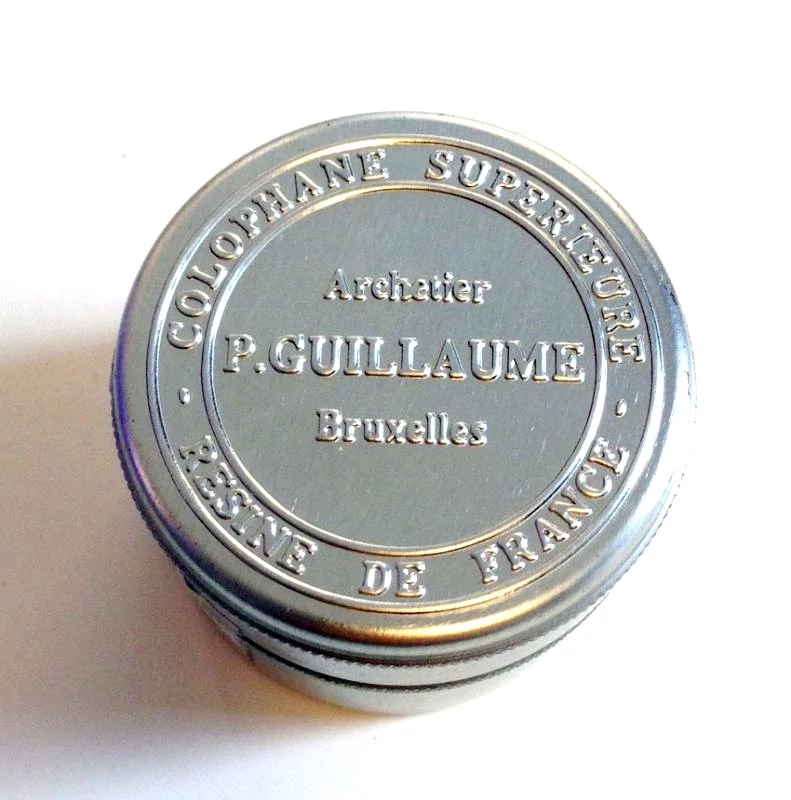 COLOPHANE SUPERIEURE
Archetier
P.GUILLAUME
Bruxelles
RESINE DE FRANCE